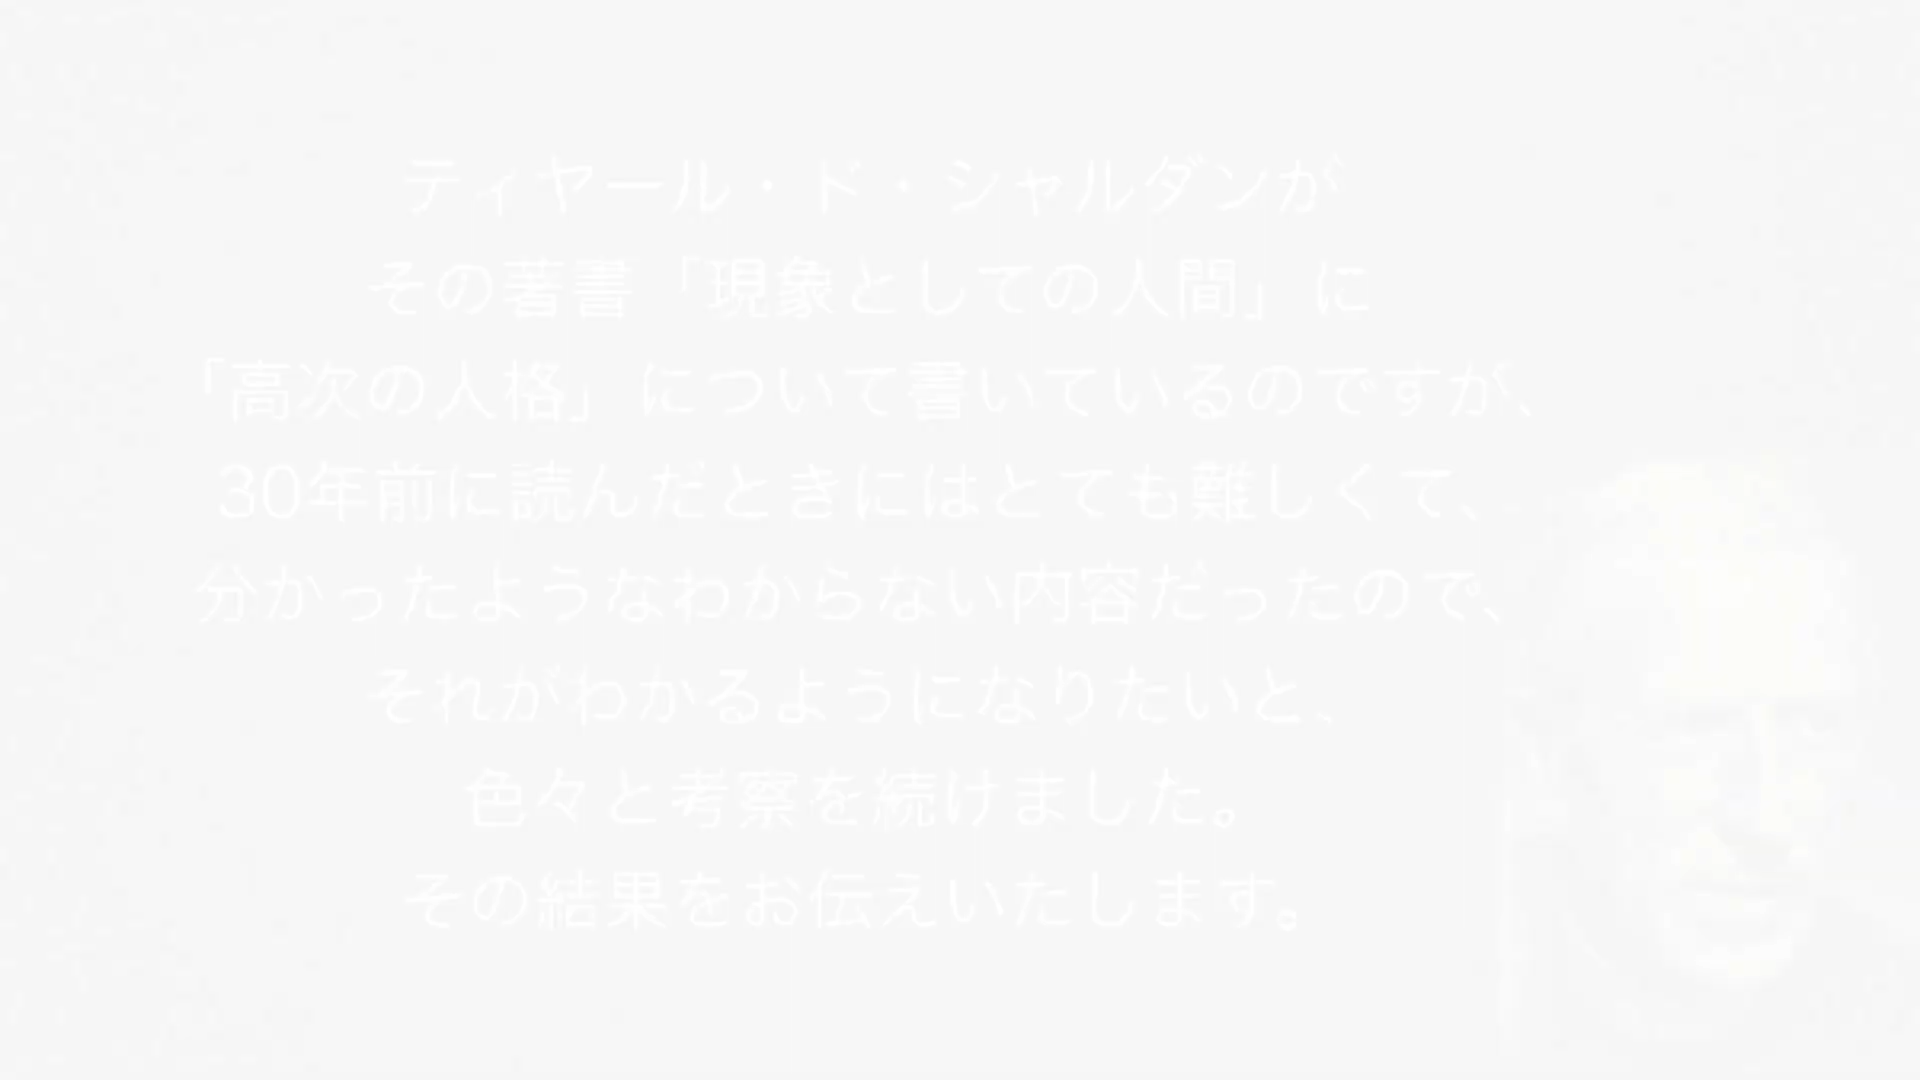 ティヤール・ド・シャルダンが
その著書「現象としての人間」に
「高次の人格」について書いているのですが、
30年前に読んだときにはとても難しくて、
分かったようなわからない内容だったので、
それがわかるようになりたいと、
色々と考察を続けました。
その結果をお伝えいたします。